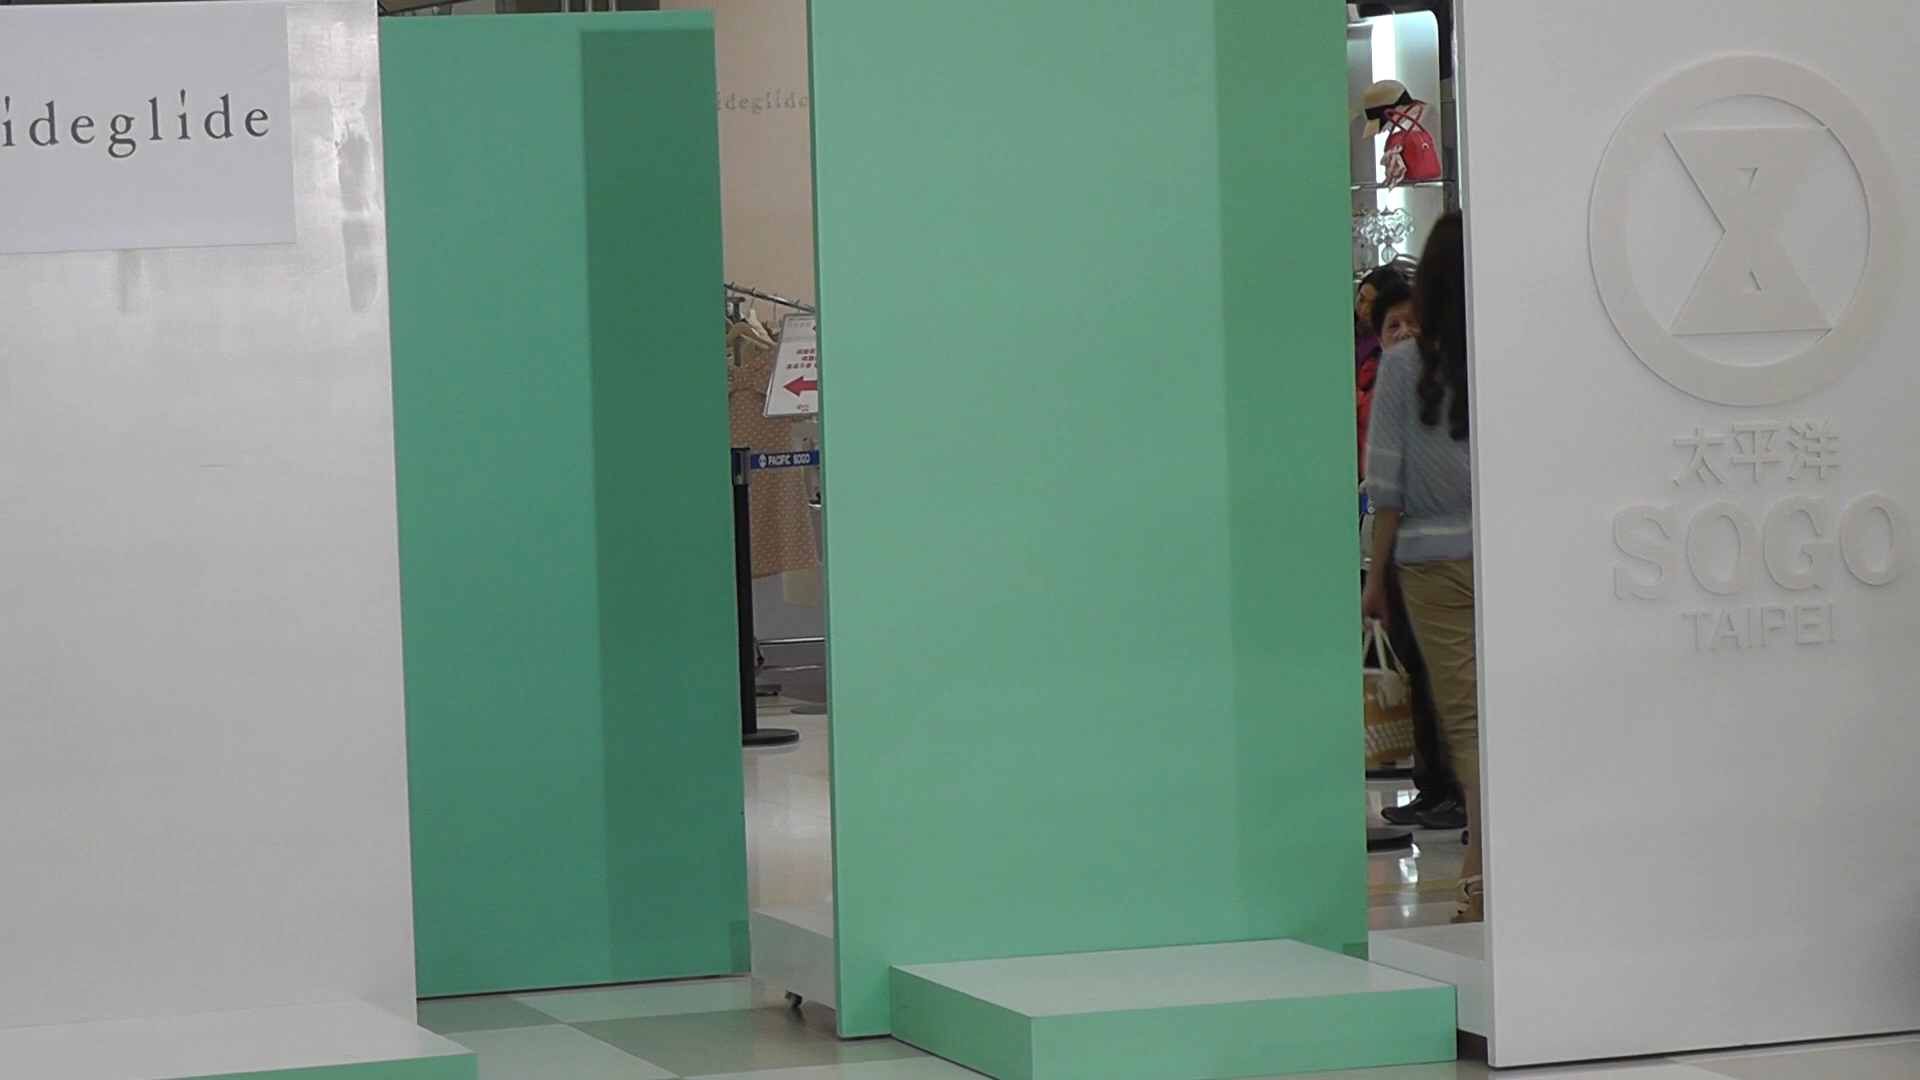 ideglide
ideglide
PACIFIC SOGO
太平洋
SOGO
TAIPEI